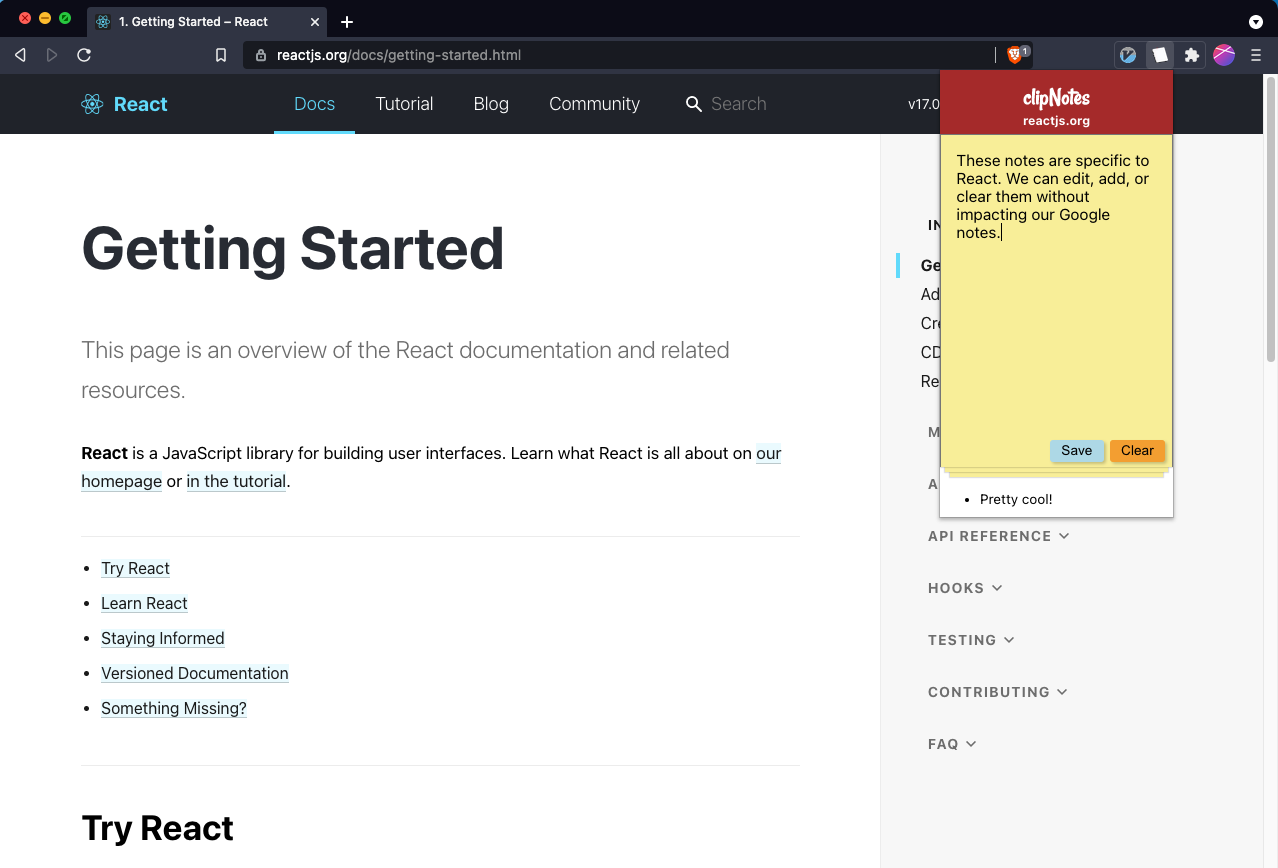 1. Getting Started – React
reactjs.org/docs/getting-started.html
1
React
Docs
Tutorial
Blog
Community
Search
v17.0
clipNotes
reactjs.org
These notes are specific to
React. We can edit, add, or
clear them without
impacting our Google
notes.
Save
Clear
Pretty cool!
Getting Started
This page is an overview of the React documentation and related
resources.
React is a JavaScript library for building user interfaces. Learn what React is all about on our
homepage or in the tutorial.
Try React
Learn React
Staying Informed
Versioned Documentation
Something Missing?
Try React
IN
Ge
Ad
Cre
CD
Re
M
A
API REFERENCE
HOOKS
TESTING
CONTRIBUTING
FAQ